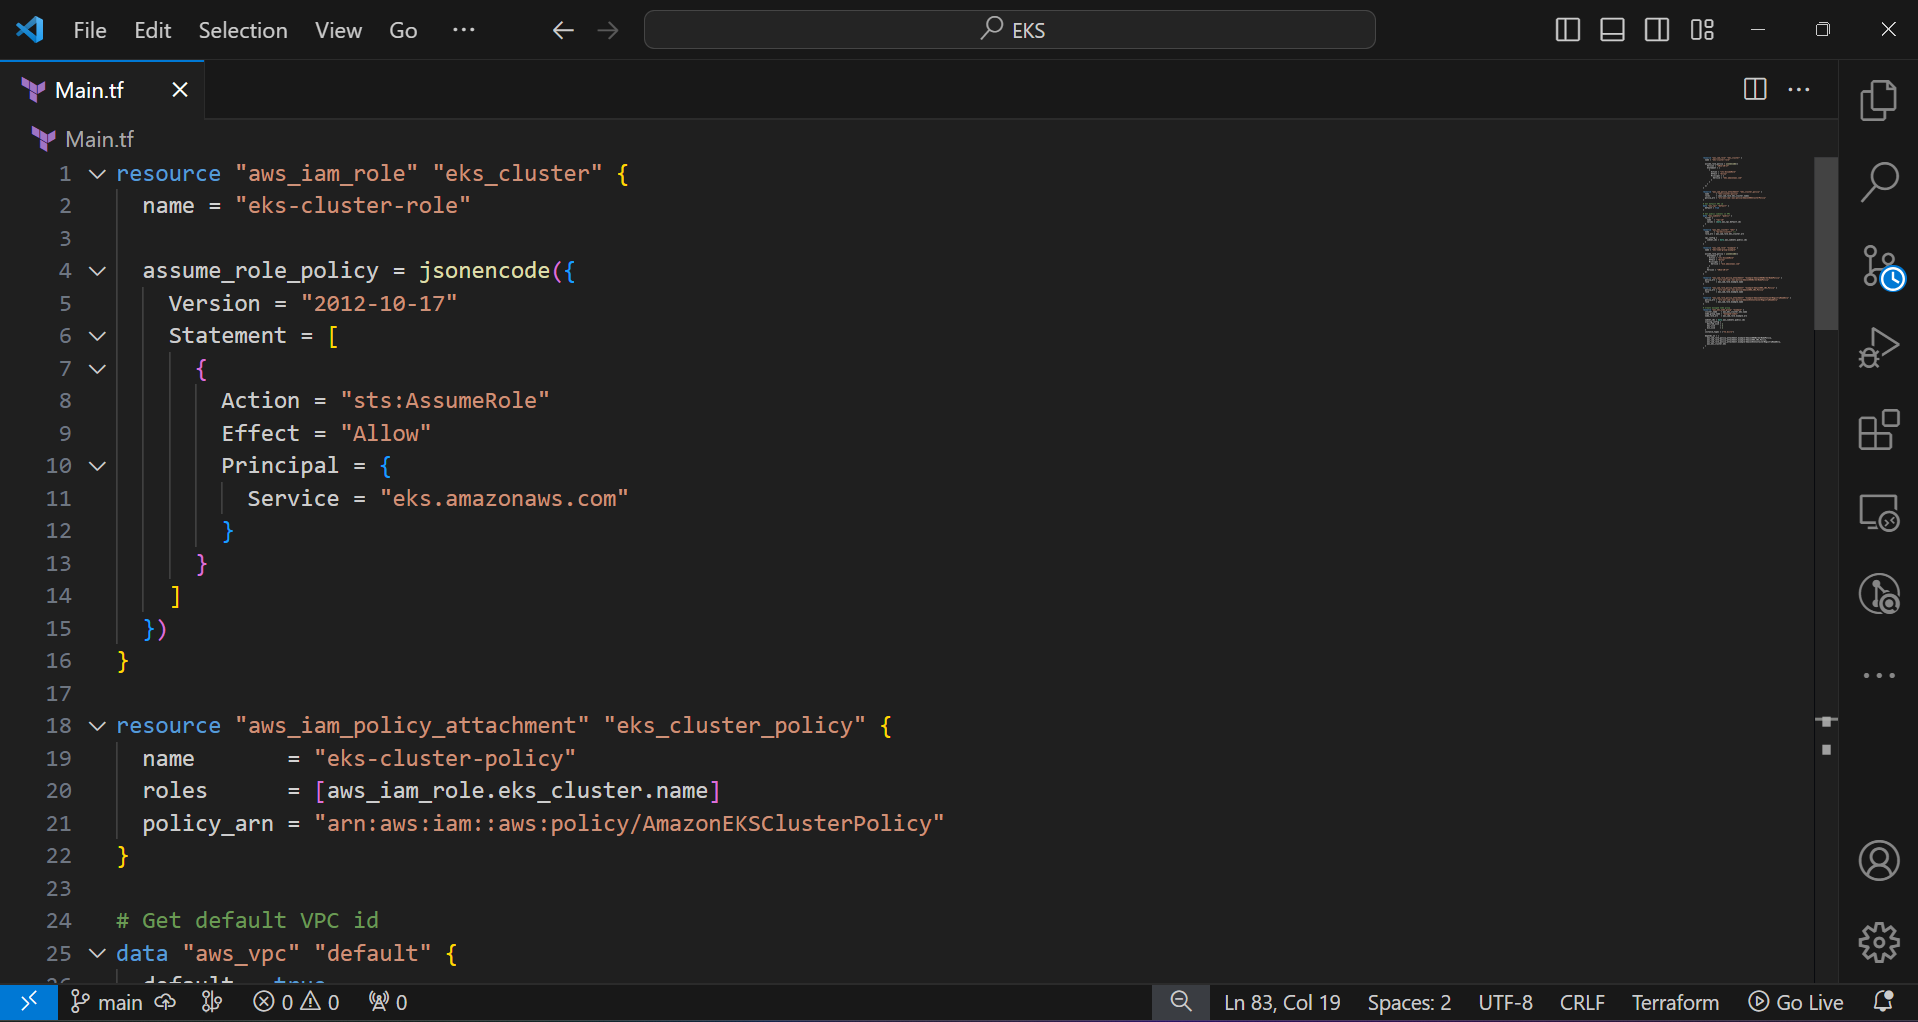 File Edit Selection View Go ··· EKS
Main.tf
Main.tf
1 resource "aws_iam_role" "eks_cluster" {
2 name = "eks-cluster-role"
3
4 assume_role_policy = jsonencode({
5 Version = "2012-10-17"
6 Statement = [
7 {
8 Action = "sts:AssumeRole"
9 Effect = "Allow"
10 Principal = {
11 Service = "eks.amazonaws.com"
12 }
13 }
14 ]
15 })
16 }
17
18 resource "aws_iam_policy_attachment" "eks_cluster_policy" {
19 name = "eks-cluster-policy"
20 roles = [aws_iam_role.eks_cluster.name]
21 policy_arn = "arn:aws:iam::aws:policy/AmazonEKSClusterPolicy"
22 }
23
24 # Get default VPC id
25 data "aws_vpc" "default" {
26 default = true
main 0 0 0 Ln 83, Col 19 Spaces: 2 UTF-8 CRLF Terraform Go Live